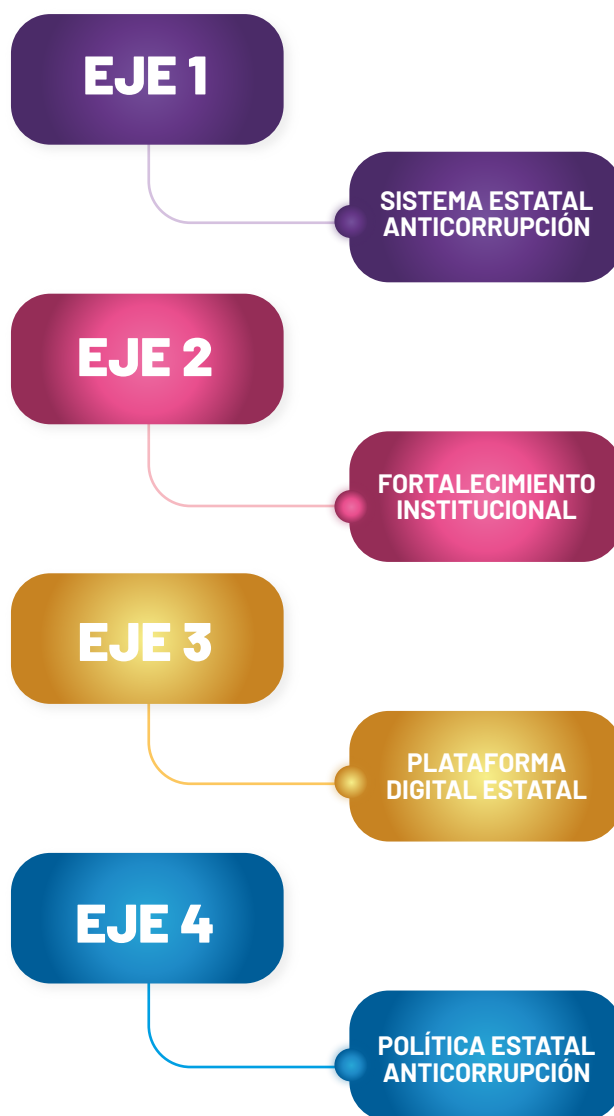 EJE 1
SISTEMA ESTATAL
ANTICORRUPCIÓN
EJE 2
FORTALECIMIENTO
INSTITUCIONAL
EJE 3
PLATAFORMA
DIGITAL ESTATAL
EJE 4
POLÍTICA ESTATAL
ANTICORRUPCIÓN